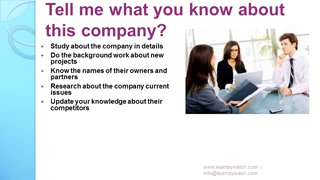 Tell me what you know about
this company?
Study about the company in details
Do the background work about new
projects
Know the names of their owners and
partners
Research about the company current
issues
Update your knowledge about their
competitors
www.learnbywatch.com |
info@learnbywach.com